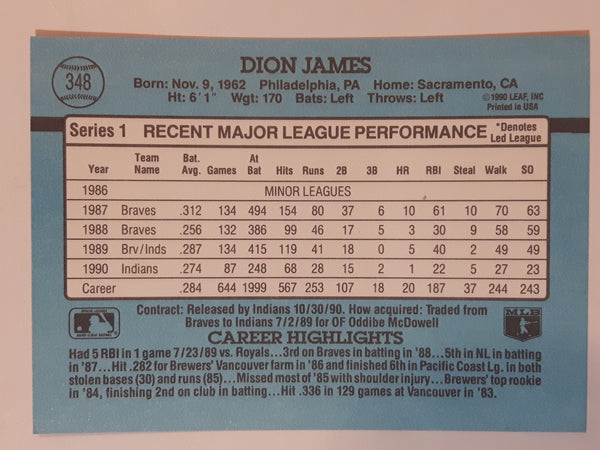 348
DION JAMES
Born: Nov. 9, 1962 Philadelphia, PA Home: Sacramento, CA
Ht: 6'1" Wgt: 170 Bats: Left Throws: Left
©1990 LEAF, INC
Printed in USA
Series 1 RECENT MAJOR LEAGUE PERFORMANCE *Denotes Led League
Year Team Name Bat. Avg. Games At Bat Hits Runs 2B 3B HR RBI Steal Walk SO
1986 MINOR LEAGUES
1987 Braves .312 134 494 154 80 37 6 10 61 10 70 63
1988 Braves .256 132 386 99 46 17 5 3 30 9 58 59
1989 Brv/Inds .287 134 415 119 41 18 0 5 40 2 49 49
1990 Indians .274 87 248 68 28 15 2 1 22 5 27 23
Career .284 644 1999 567 253 107 18 20 187 37 244 243
Contract: Released by Indians 10/30/90. How acquired: Traded from
Braves to Indians 7/2/89 for OF Oddibe McDowell
MLB
CAREER HIGHLIGHTS
Had 5 RBI in 1 game 7/23/89 vs. Royals...3rd on Braves in batting in '88...5th in NL in batting
in '87...Hit .282 for Brewers' Vancouver farm in '86 and finished 6th in Pacific Coast Lg. in both
stolen bases (30) and runs (85)...Missed most of '85 with shoulder injury...Brewers' top rookie
in '84, finishing 2nd on club in batting...Hit .336 in 129 games at Vancouver in '83.